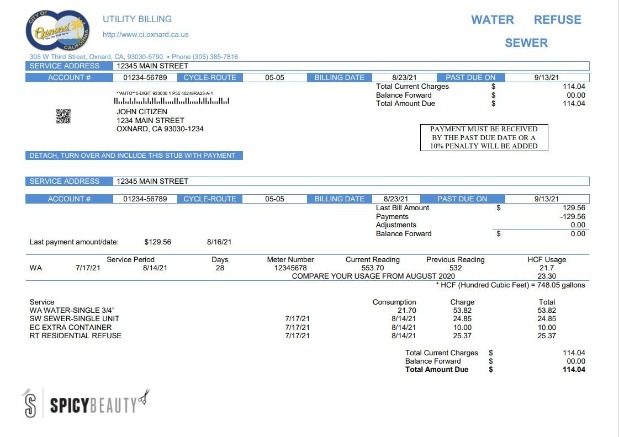 CITY OF
Oxnard
CALIFORNIA
UTILITY BILLING
http://www.ci.oxnard.ca.us
WATER REFUSE
SEWER
305 W Third Street, Oxnard, CA, 93030-5790 • Phone (305) 385-7816
SERVICE ADDRESS 12345 MAIN STREET
ACCOUNT # 01234-56789 CYCLE-ROUTE 05-05 BILLING DATE 8/23/21 PAST DUE ON 9/13/21
Total Current Charges $ 114.04
Balance Forward $ 00.00
Total Amount Due $ 114.04
JOHN CITIZEN
1234 MAIN STREET
OXNARD, CA 93030-1234
PAYMENT MUST BE RECEIVED
BY THE PAST DUE DATE OR A
10% PENALTY WILL BE ADDED
DETACH, TURN OVER AND INCLUDE THIS STUB WITH PAYMENT
SERVICE ADDRESS 12345 MAIN STREET
ACCOUNT # 01234-56789 CYCLE-ROUTE 05-05 BILLING DATE 8/23/21 PAST DUE ON 9/13/21
Last Bill Amount $ 129.56
Payments -129.56
Adjustments 0.00
Balance Forward $ 0.00
Last payment amount/date: $129.56 8/16/21
Service Period Days Meter Number Current Reading Previous Reading HCF Usage
WA 7/17/21 8/14/21 28 12345678 553.70 532 21.7
COMPARE YOUR USAGE FROM AUGUST 2020 23.30
* HCF (Hundred Cubic Feet) = 748.05 gallons
Service Consumption Charge Total
WA WATER-SINGLE 3/4" 21.70 53.82 53.82
SW SEWER-SINGLE UNIT 7/17/21 8/14/21 24.85 24.85
EC EXTRA CONTAINER 7/17/21 8/14/21 10.00 10.00
RT RESIDENTIAL REFUSE 7/17/21 8/14/21 25.37 25.37
Total Current Charges $ 114.04
Balance Forward $ 00.00
Total Amount Due $ 114.04
SPICYBEAUTY